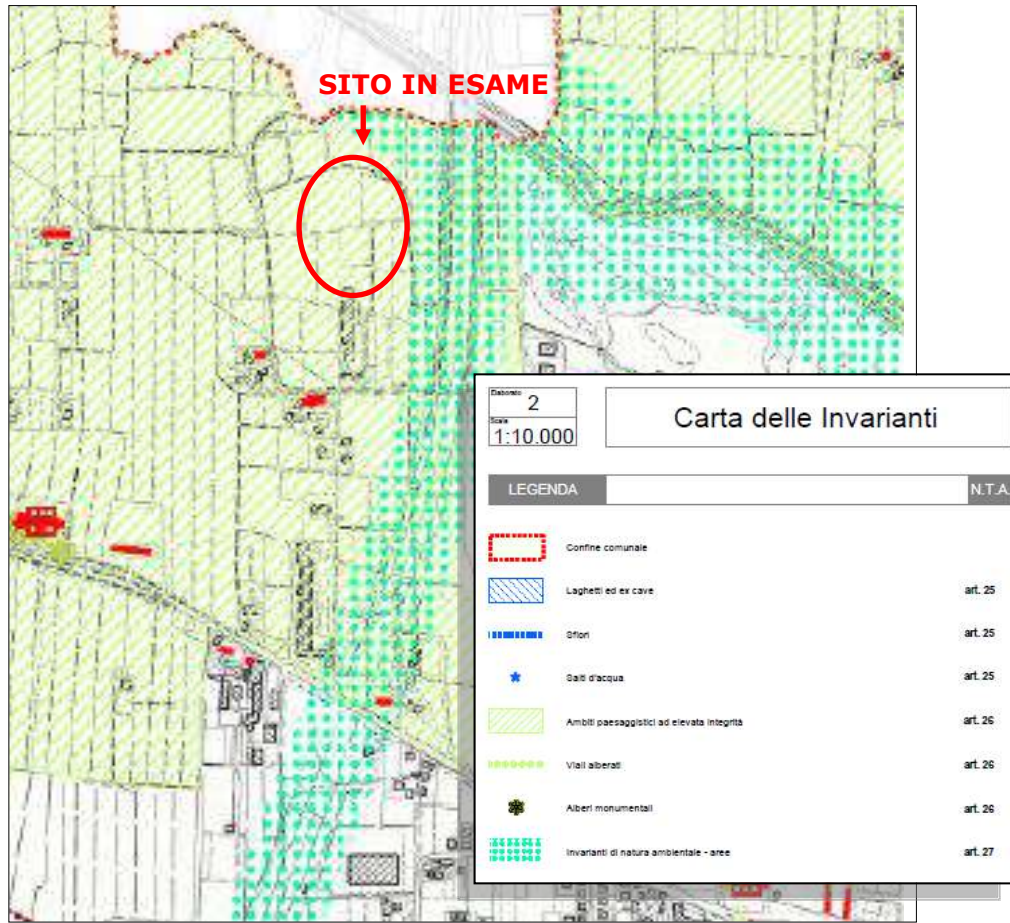 SITO IN ESAME
Elaborato
2
Scala
1:10.000
Carta delle Invarianti
LEGENDA N.T.A.
Confine comunale
Laghetti ed ex cave art. 25
Sfiori art. 25
Salti d'acqua art. 25
Ambiti paesaggistici ad elevata integrità art. 26
Viali alberati art. 26
Alberi monumentali art. 26
Invarianti di natura ambientale - aree art. 27